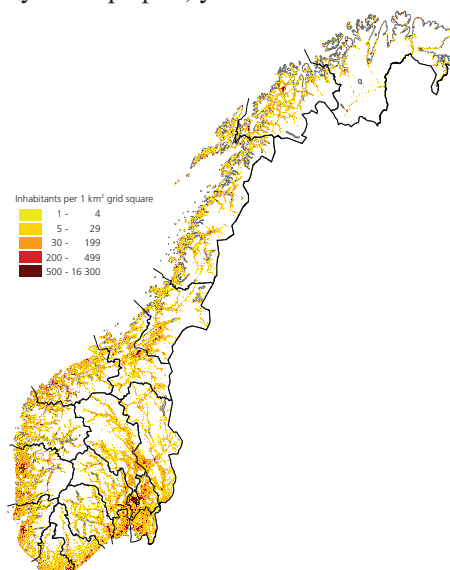 Inhabitants per 1 km² grid square
1 - 4
5 - 29
30 - 199
200 - 499
500 - 16 300